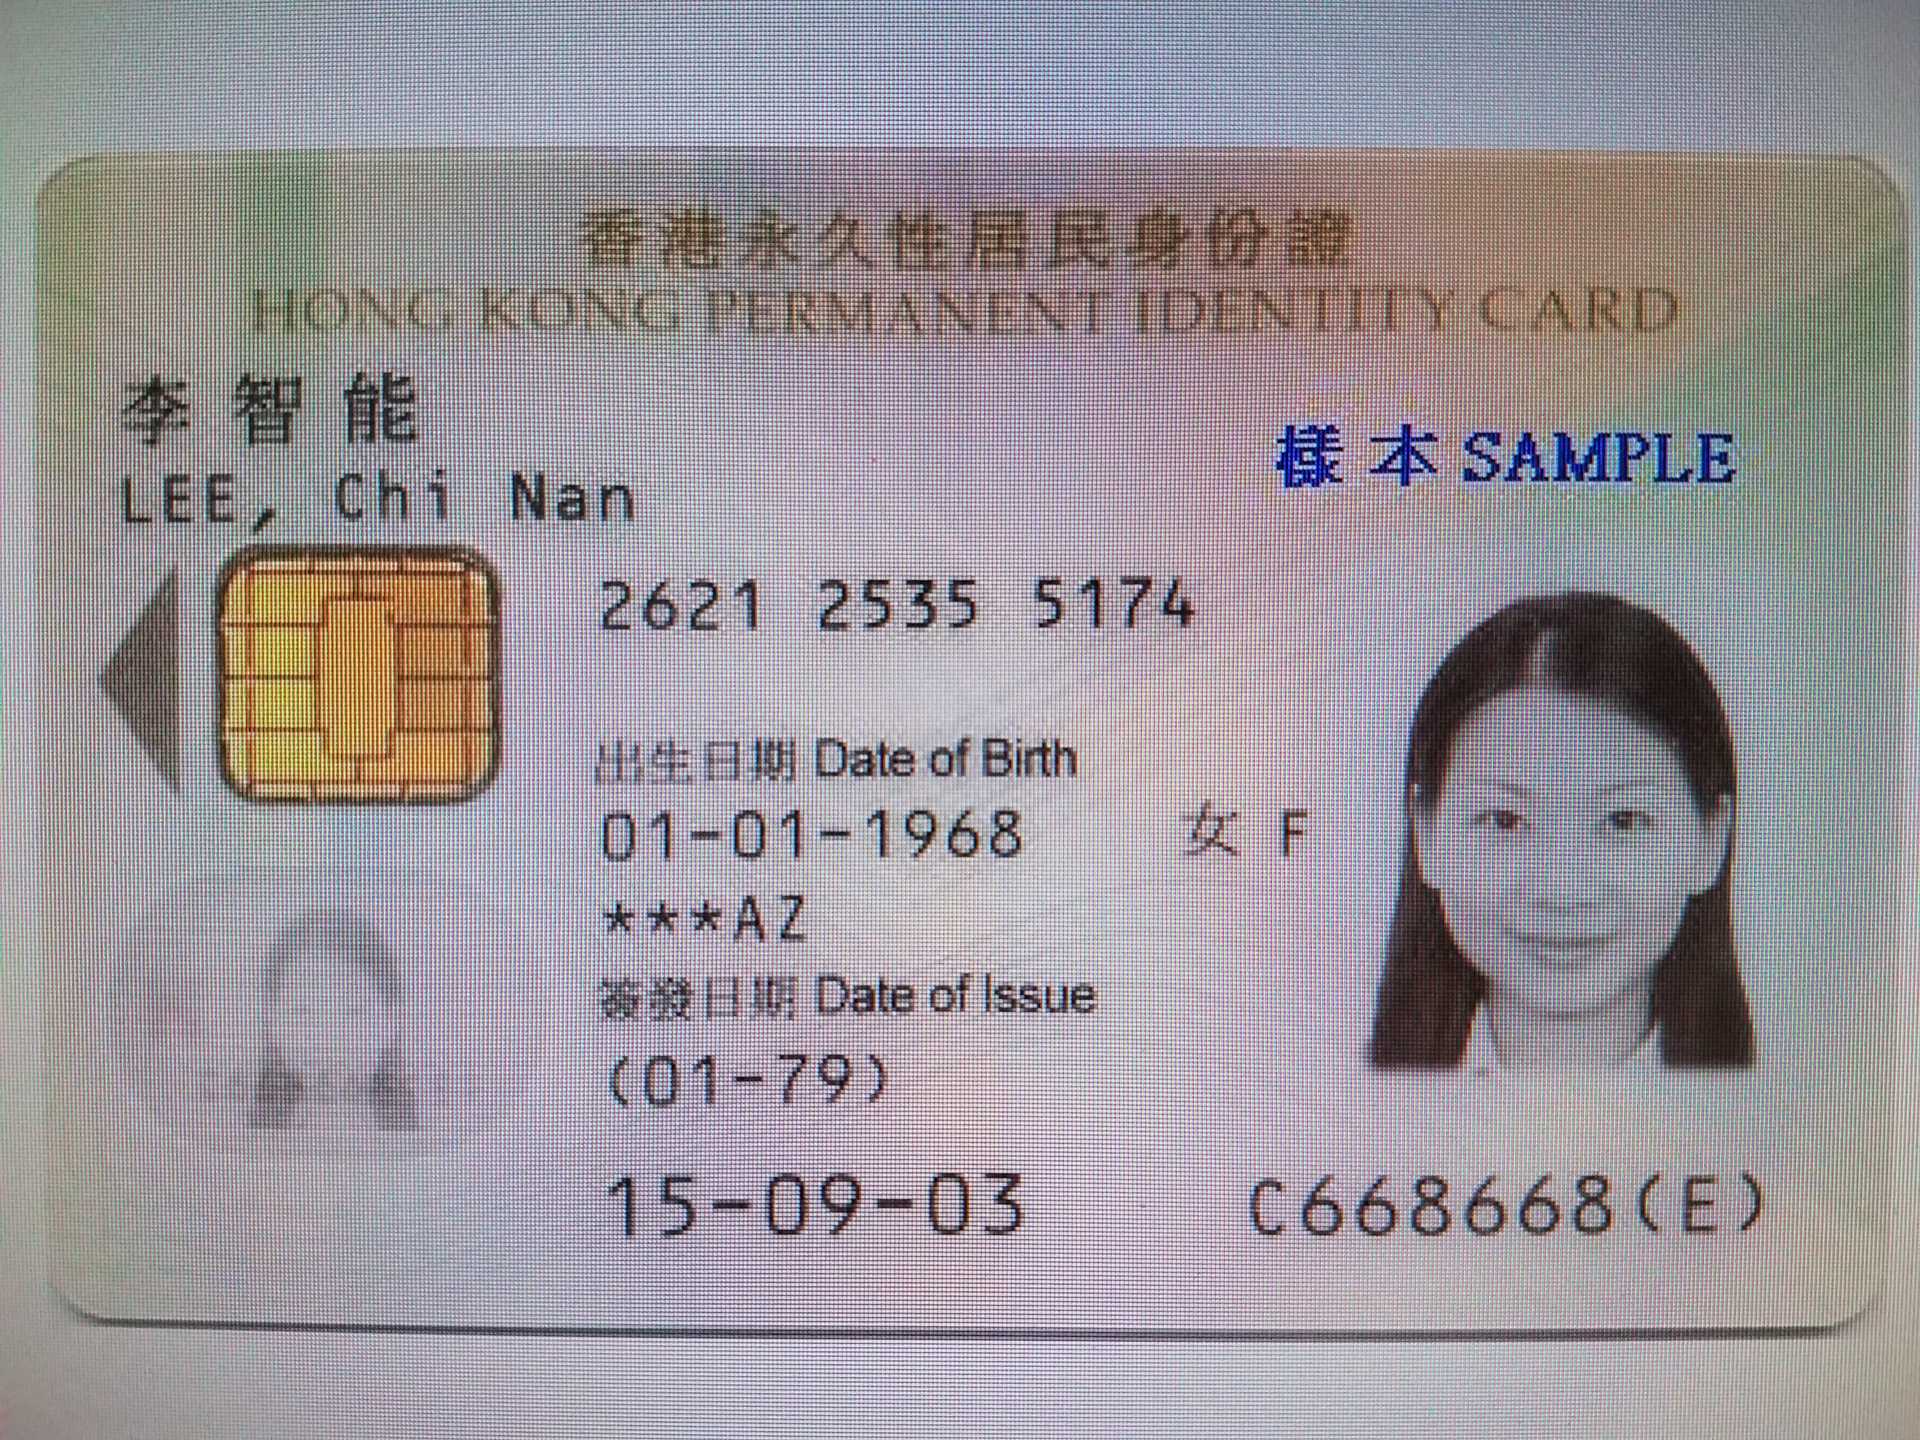 香港永久性居民身份證
HONG KONG PERMANENT IDENTITY CARD
李智能
LEE, Chi Nan
樣本 SAMPLE
2621 2535 5174
出生日期 Date of Birth
01-01-1968 女 F
***AZ
簽發日期 Date of Issue
(01-79)
15-09-03 C668668(E)